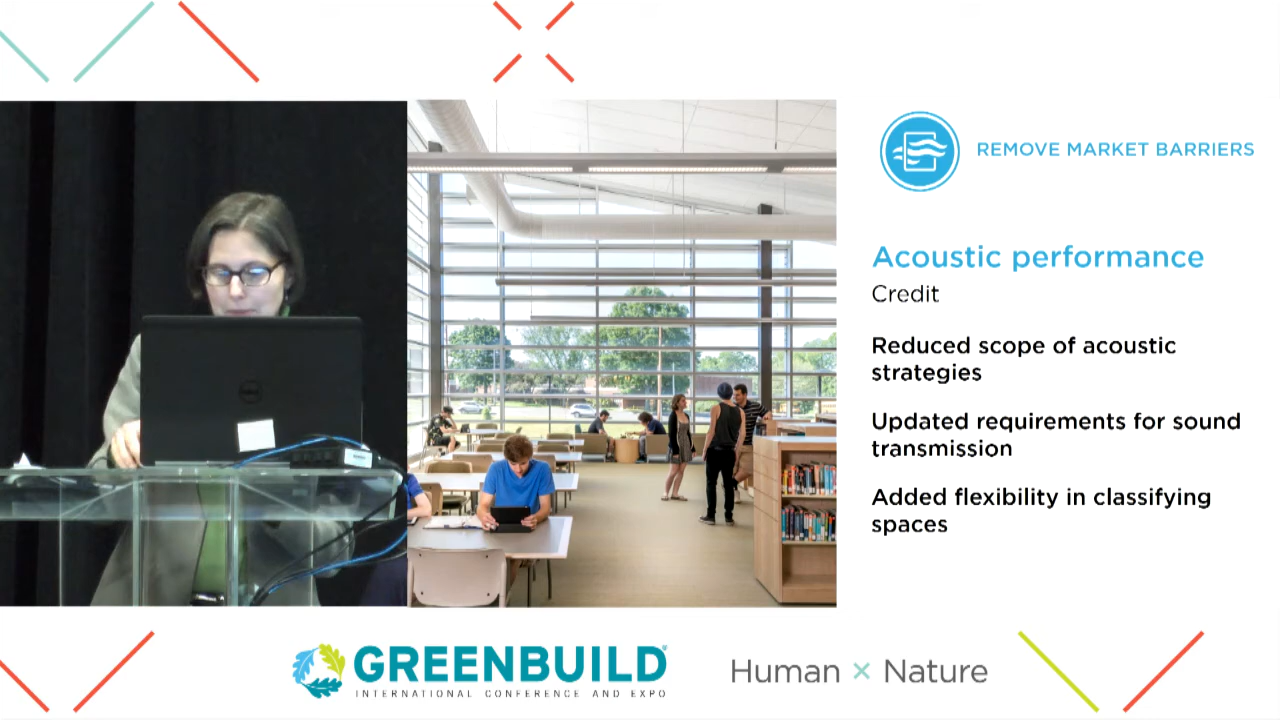 REMOVE MARKET BARRIERS
Acoustic performance
Credit
Reduced scope of acoustic
strategies
Updated requirements for sound
transmission
Added flexibility in classifying
spaces
GREENBUILD
INTERNATIONAL CONFERENCE AND EXPO
Human × Nature